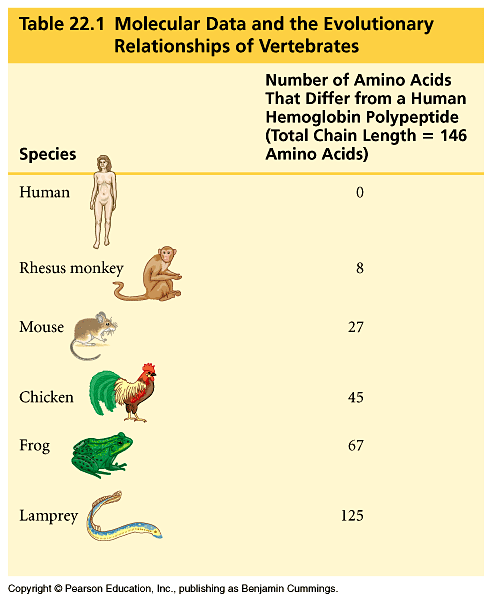 Table 22.1 Molecular Data and the Evolutionary
Relationships of Vertebrates
Number of Amino Acids
That Differ from a Human
Hemoglobin Polypeptide
(Total Chain Length = 146
Species Amino Acids)
Human 0
Rhesus monkey 8
Mouse 27
Chicken 45
Frog 67
Lamprey 125
Copyright © Pearson Education, Inc., publishing as Benjamin Cummings.